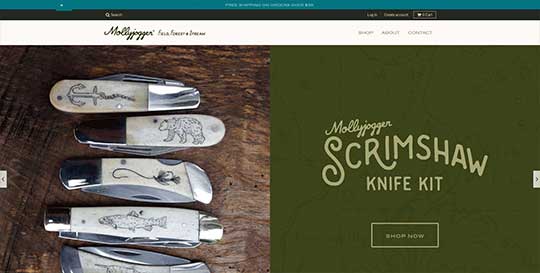 FREE SHIPPING ON ORDERS OVER $38
Search
Log in
Create account
0 Cart
Mollyjogger FIELD, FOREST & STREAM
SHOP
ABOUT
CONTACT
Mollyjogger
SCRIMSHAW
KNIFE KIT
SHOP NOW